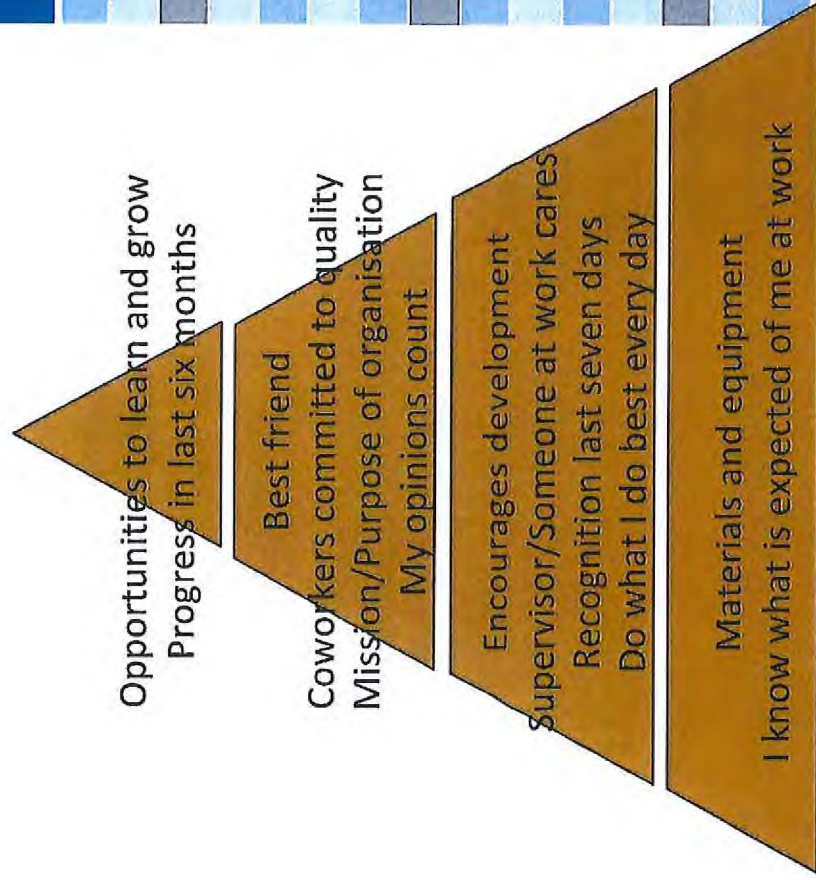 Opportunities to learn and grow
Progress in last six months
Best friend
Coworkers committed to quality
Mission/Purpose of organisation
My opinions count
Encourages development
Supervisor/Someone at work cares
Recognition last seven days
Do what I do best every day
Materials and equipment
I know what is expected of me at work